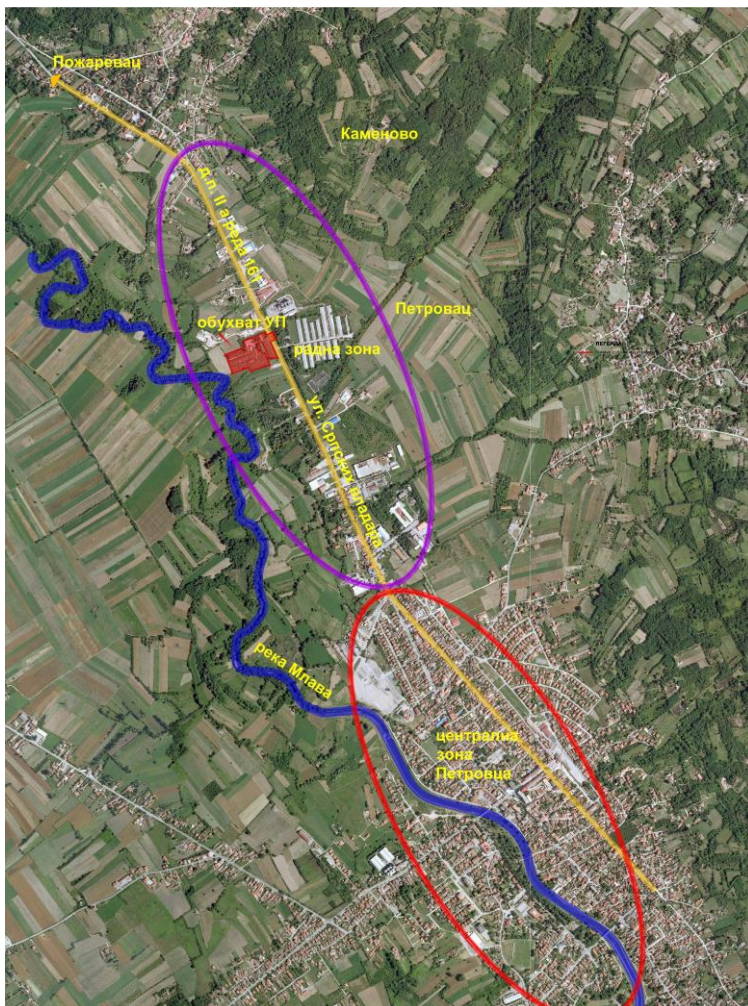 Пожаревац
Каменово
д.п. II а реда 161
Петровац
обухват УП
радна зона
ул. Српских владара
река Млава
централна
зона
Петровца